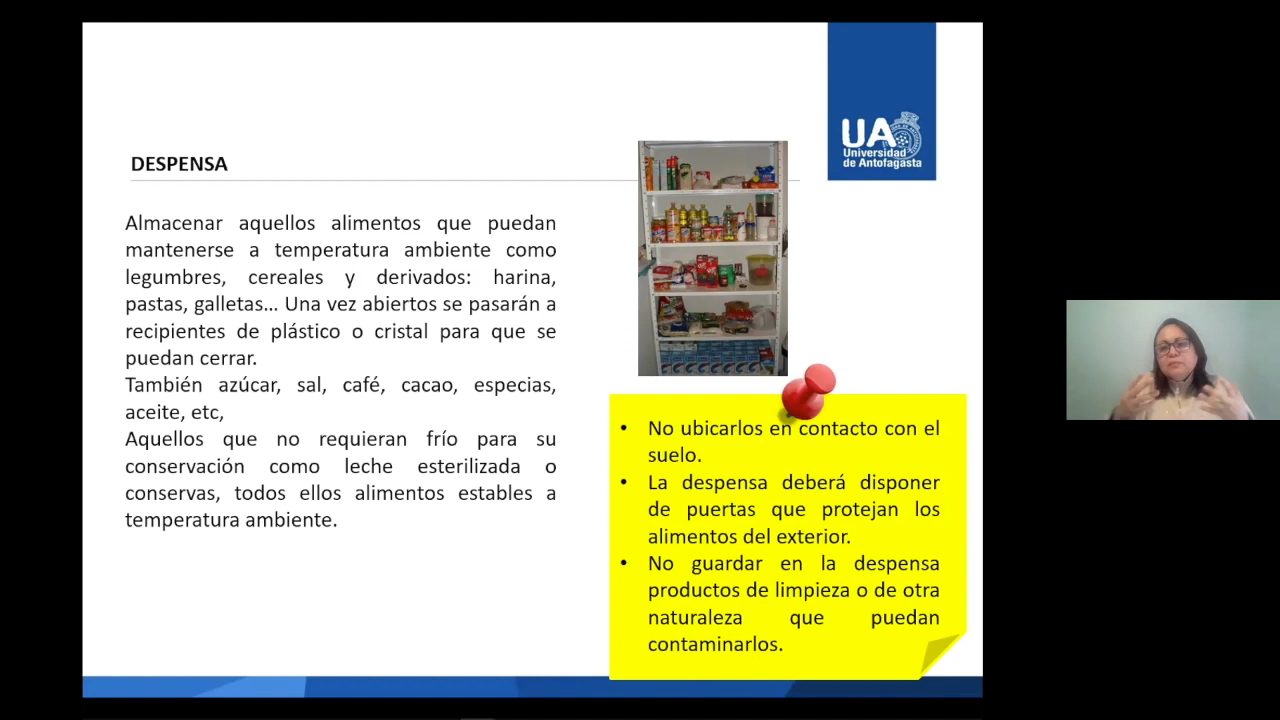 UA
Universidad
de Antofagasta
DESPENSA
Almacenar aquellos alimentos que puedan
mantenerse a temperatura ambiente como
legumbres, cereales y derivados: harina,
pastas, galletas... Una vez abiertos se pasarán a
recipientes de plástico o cristal para que se
puedan cerrar.
También azúcar, sal, café, cacao, especias,
aceite, etc,
Aquellos que no requieran frío para su
conservación como leche esterilizada o
conservas, todos ellos alimentos estables a
temperatura ambiente.
• No ubicarlos en contacto con el
suelo.
• La despensa deberá disponer
de puertas que protejan los
alimentos del exterior.
• No guardar en la despensa
productos de limpieza o de otra
naturaleza que puedan
contaminarlos.